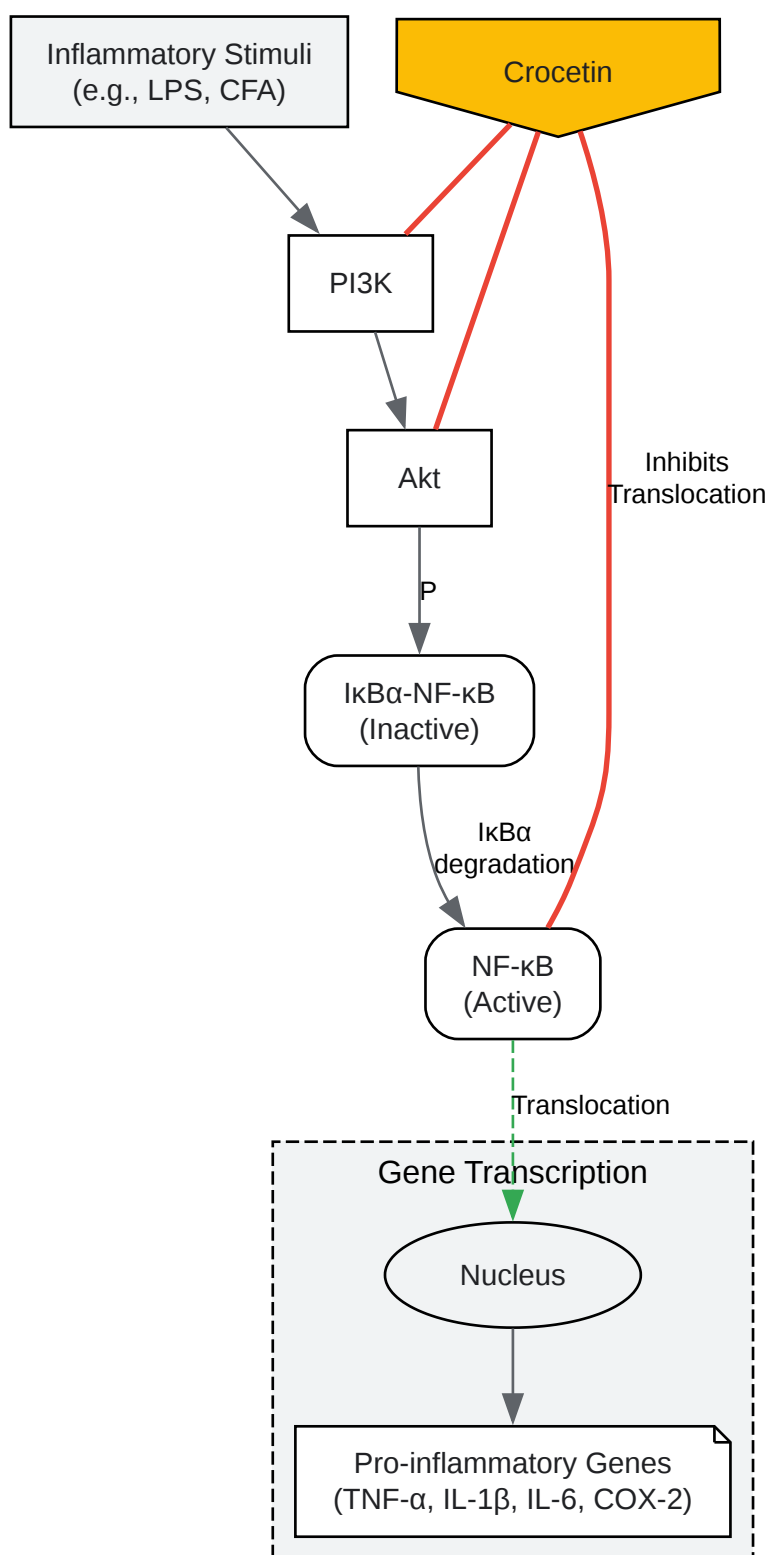 Inflammatory Stimuli
(e.g., LPS, CFA)
Crocetin
PI3K
Akt
Inhibits
Translocation
P
IκBα-NF-κB
(Inactive)
IκBα
degradation
NF-κB
(Active)
Translocation
Gene Transcription
Nucleus
Pro-inflammatory Genes
(TNF-α, IL-1β, IL-6, COX-2)